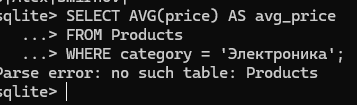 sqlite> SELECT AVG(price) AS avg_price
   ...> FROM Products
   ...> WHERE category = 'Электроника';
Parse error: no such table: Products
sqlite>